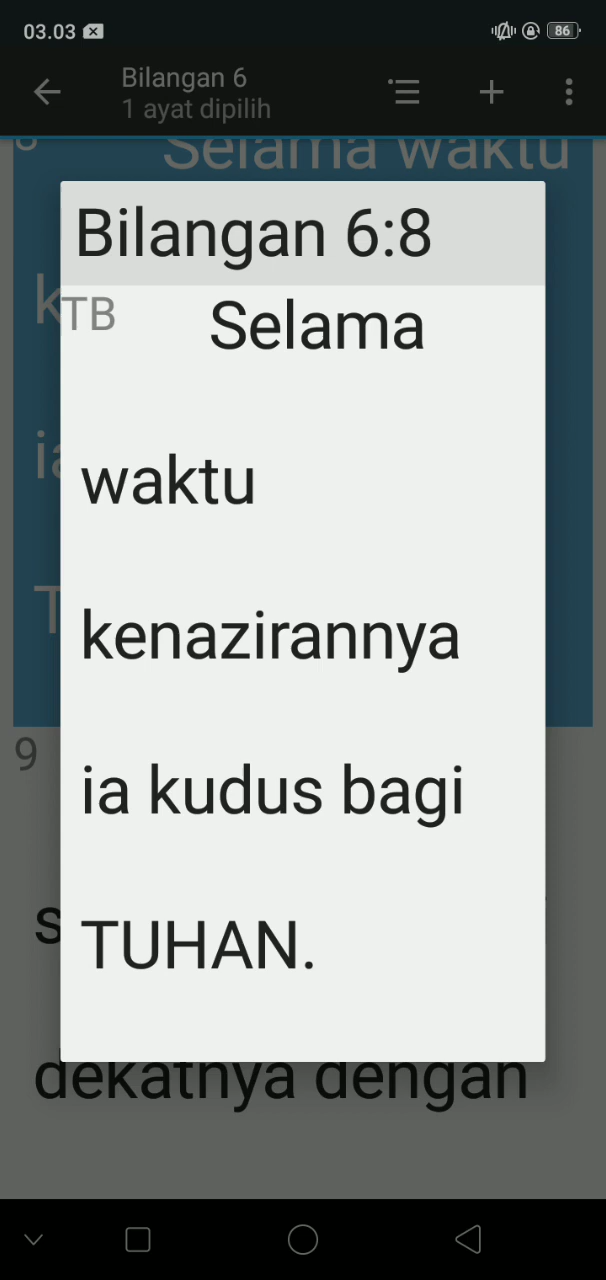 03.03
86
Bilangan 6
1 ayat dipilih
Selama waktu
Bilangan 6:8
TB Selama
waktu
kenazirannya
ia kudus bagi
TUHAN.
9
dekatnya dengan